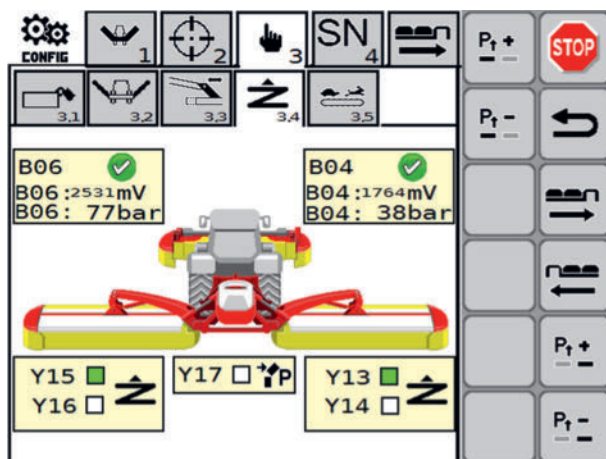 CONFIG
1
2
3
SN
4
3,1
3,2
3,3
3,4
3,5
B06
B06:2531mV
B06: 77bar
B04
B04:1764mV
B04: 38bar
Y15
Y16
Y17
P
Y13
Y14
P↑ +
STOP
P↑ -
P↑ +
P↑ -